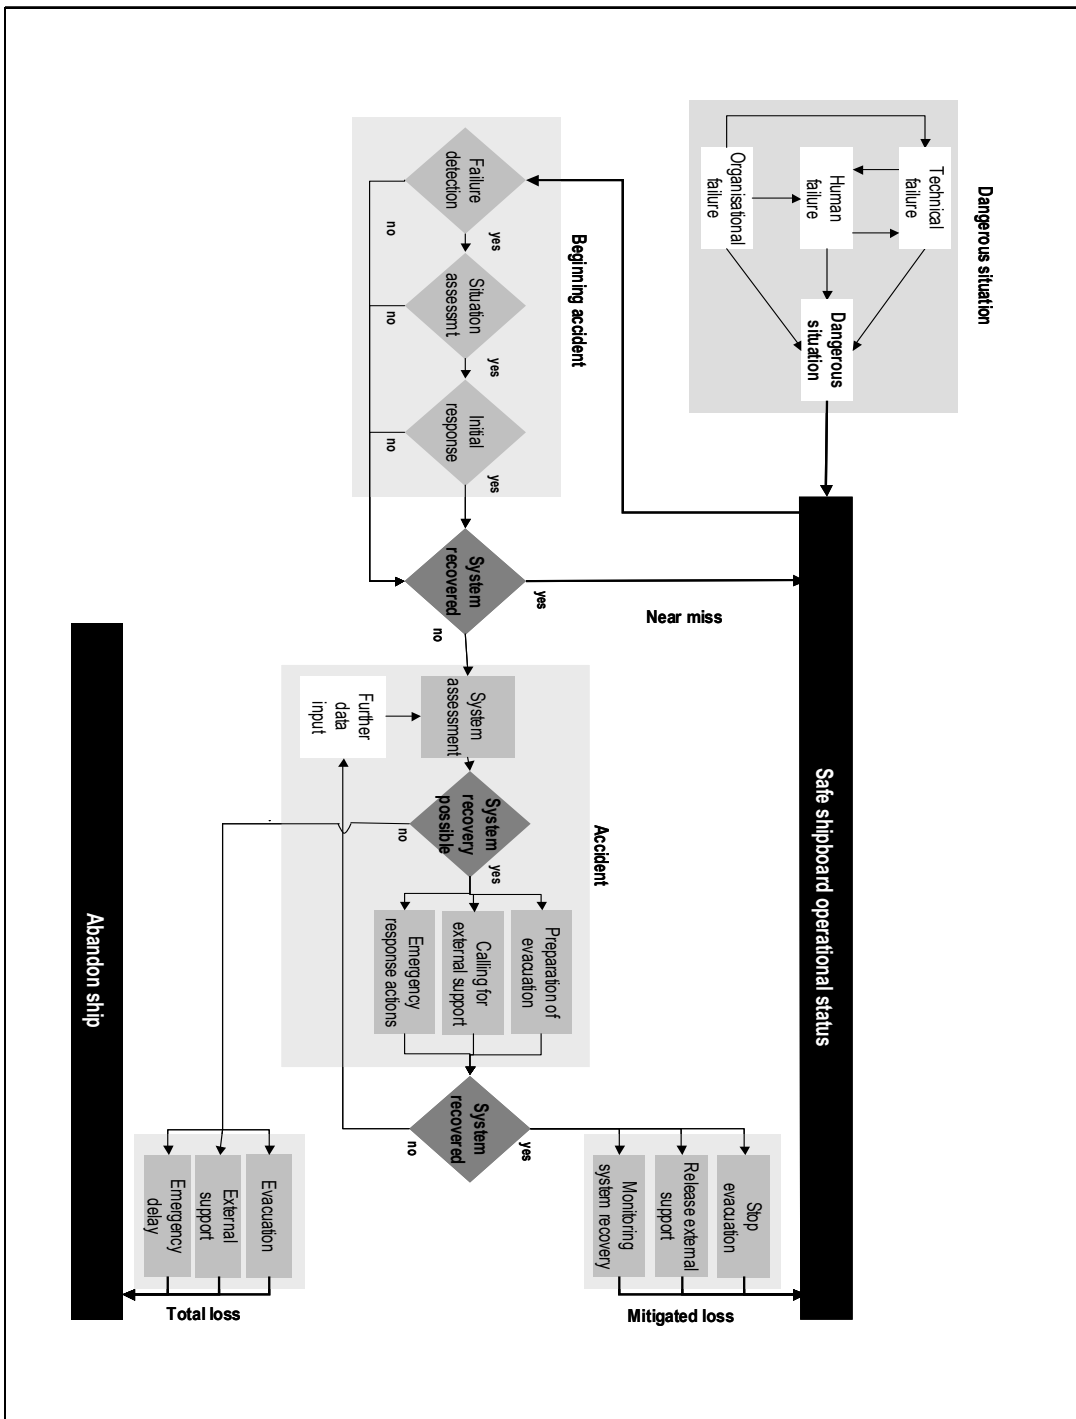 Dangerous situation
Technical
failure
Human
failure
Organisational
failure
Dangerous
situation
Safe shipboard operational status
Beginning accident
Failure
detection
yes
no
Situation
assessmt
yes
no
Initial
response
yes
no
System
recovered
yes
no
Near miss
Accident
System
assessment
Further
data
input
System
recovery
possible
yes
no
Preparation of
evacuation
Calling for
external support
Emergency
response actions
System
recovered
yes
no
Stop
evacuation
Release external
support
Monitoring
system recovery
Mitigated loss
Evacuation
External
support
Emergency
delay
Total loss
Abandon ship